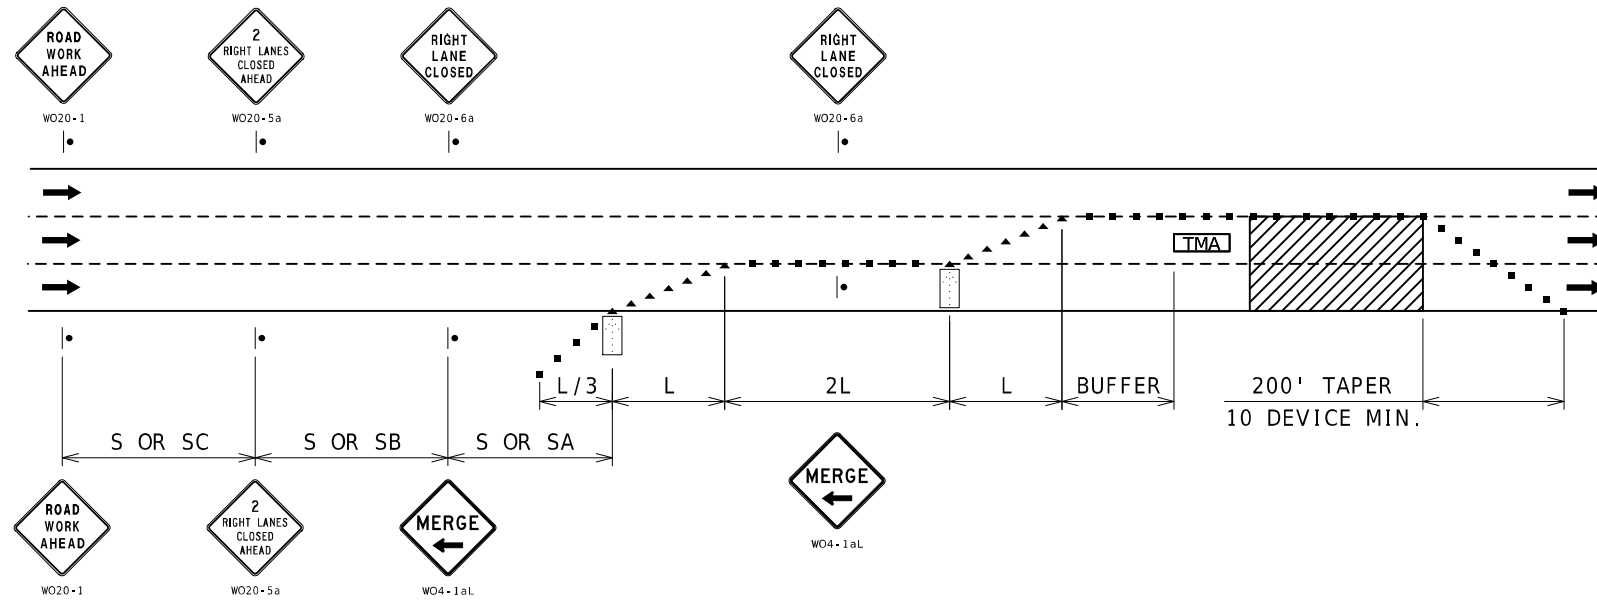 ROAD
WORK
AHEAD
WO20-1
2
RIGHT LANES
CLOSED
AHEAD
WO20-5a
RIGHT
LANE
CLOSED
WO20-6a
RIGHT
LANE
CLOSED
WO20-6a
TMA
L/3
L
2L
L
BUFFER
200' TAPER
10 DEVICE MIN.
S OR SC
S OR SB
S OR SA
ROAD
WORK
AHEAD
WO20-1
2
RIGHT LANES
CLOSED
AHEAD
WO20-5a
MERGE
WO4-1aL
MERGE
WO4-1aL